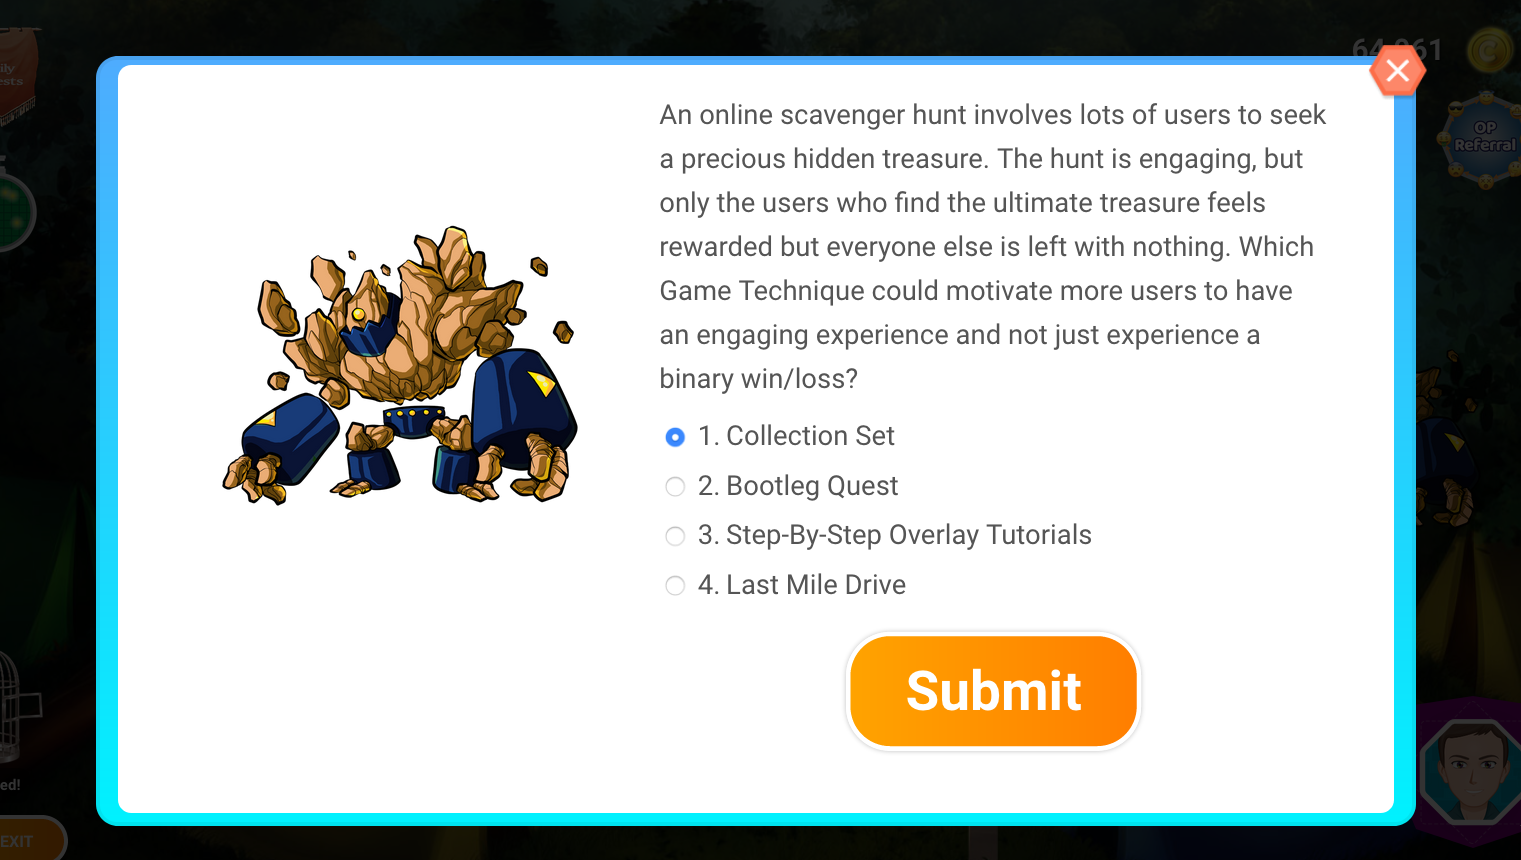 64,961
ily
ests
OP
Referral
An online scavenger hunt involves lots of users to seek
a precious hidden treasure. The hunt is engaging, but
only the users who find the ultimate treasure feels
rewarded but everyone else is left with nothing. Which
Game Technique could motivate more users to have
an engaging experience and not just experience a
binary win/loss?
1. Collection Set
2. Bootleg Quest
3. Step-By-Step Overlay Tutorials
4. Last Mile Drive
Submit
ed!
EXIT